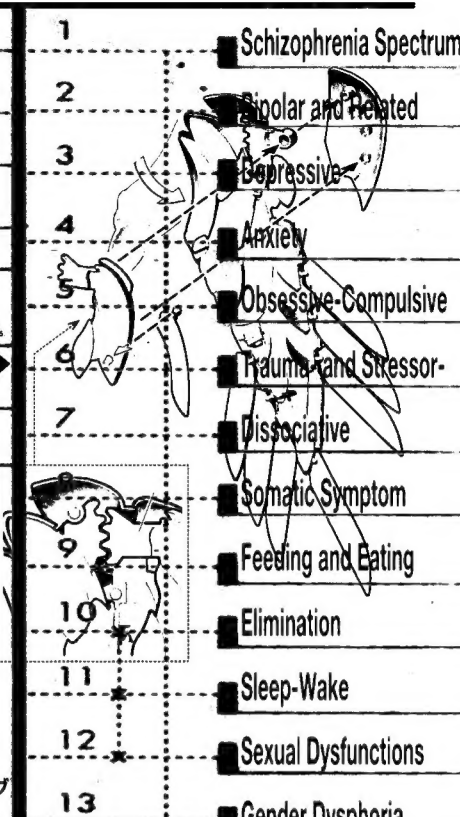 1 Schizophrenia Spectrum
2 Bipolar and Related
3 Depressive
4 Anxiety
5 Obsessive-Compulsive
6 Trauma- and Stressor-
7 Dissociative
8 Somatic Symptom
9 Feeding and Eating
10 Elimination
11 Sleep-Wake
12 Sexual Dysfunctions
13 Gender Dysphoria